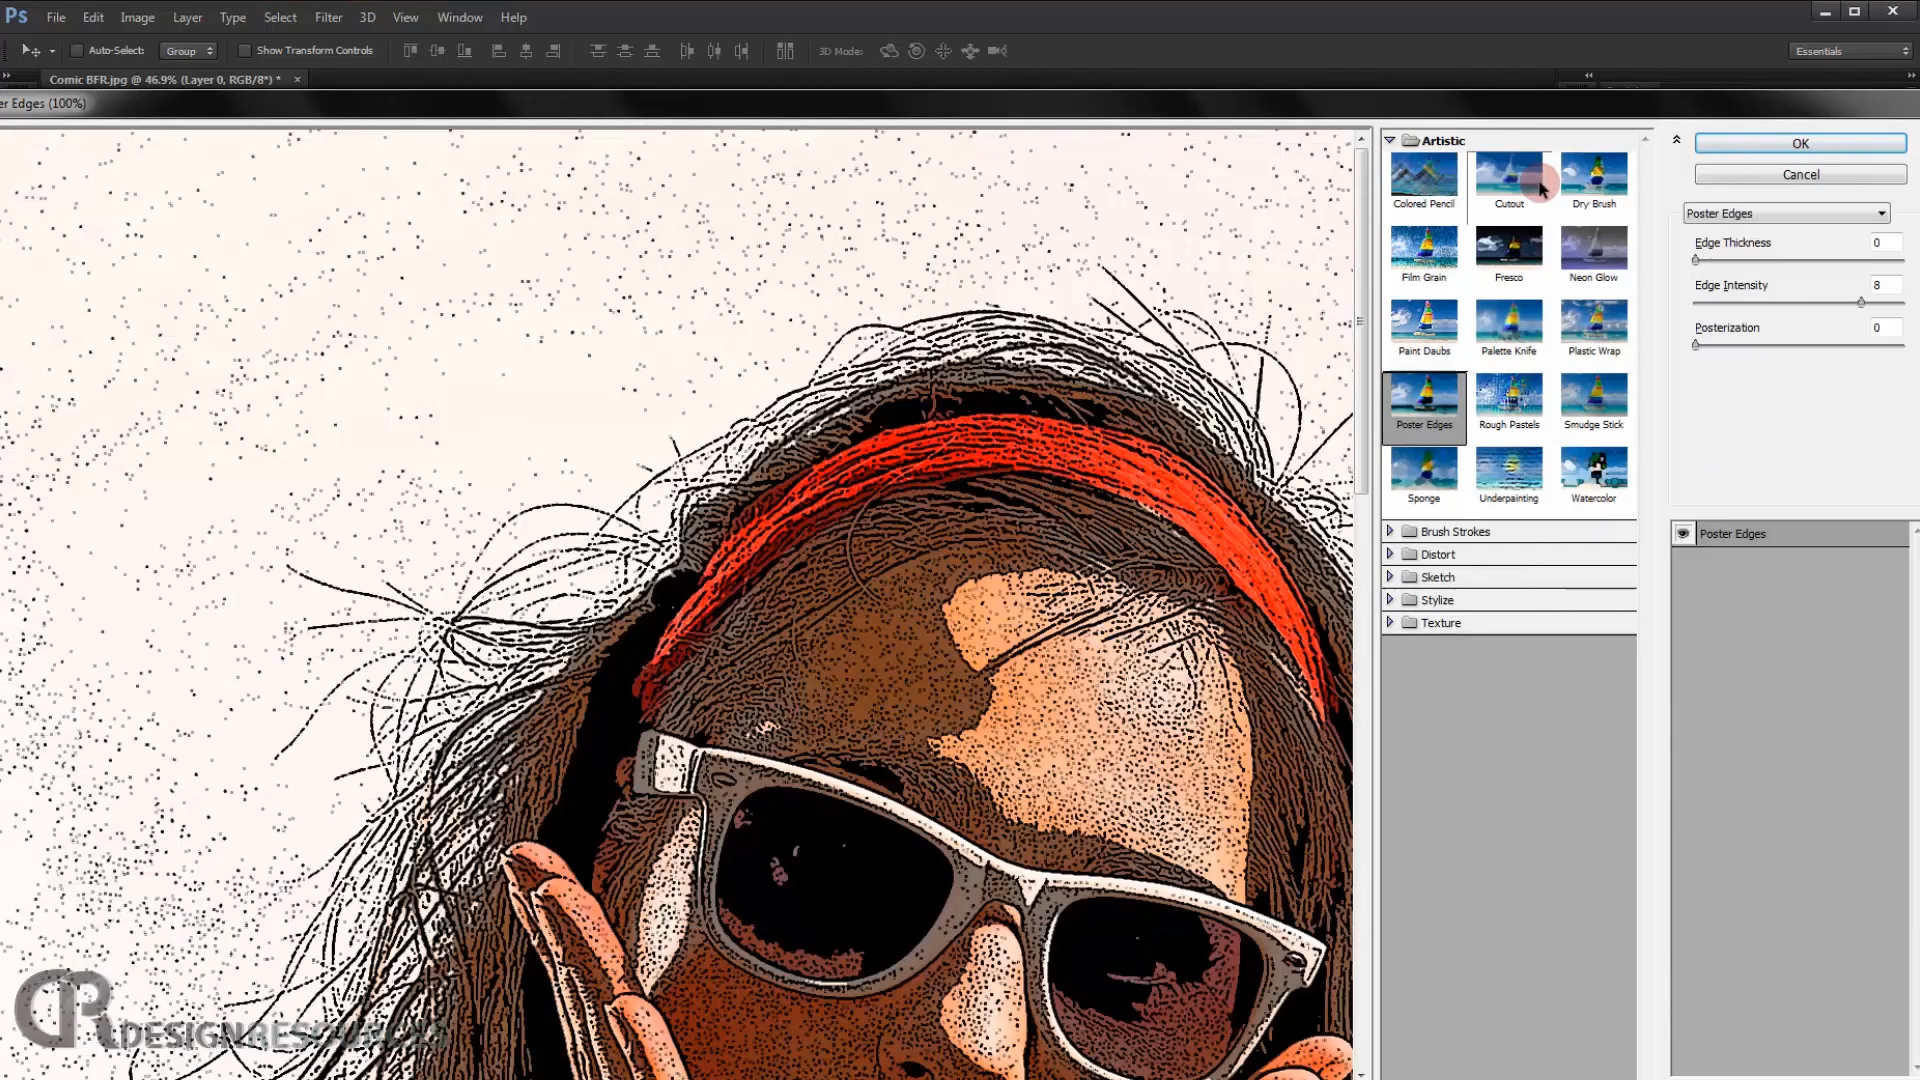 Ps File Edit Image Layer Type Select Filter 3D View Window Help
Auto-Select: Group Show Transform Controls 3D Mode: Essentials
Comic BFR.jpg @ 46.9% (Layer 0, RGB/8*) * ×
er Edges (100%)
Artistic
Colored Pencil Cutout Dry Brush
Film Grain Fresco Neon Glow
Paint Daubs Palette Knife Plastic Wrap
Poster Edges Rough Pastels Smudge Stick
Sponge Underpainting Watercolor
Brush Strokes
Distort
Sketch
Stylize
Texture
OK
Cancel
Poster Edges
Edge Thickness 0
Edge Intensity 8
Posterization 0
Poster Edges
DR DESIGN RESOURCES